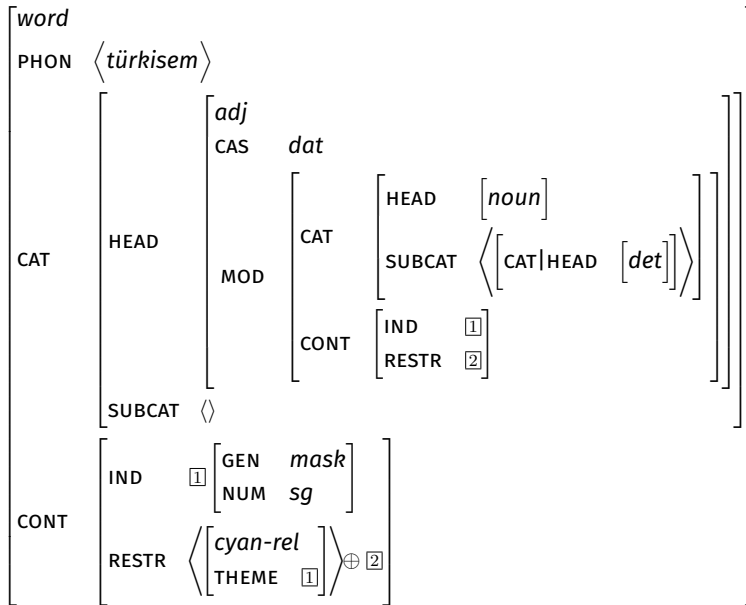 word
PHON ⟨türkisem⟩
adj
CAS dat
HEAD [noun]
CAT
SUBCAT ⟨[CAT|HEAD [det]]⟩
HEAD
CAT
MOD
IND 1
CONT
RESTR 2
SUBCAT ⟨⟩
GEN mask
IND 1
NUM sg
CONT
cyan-rel
RESTR ⟨ ⟩ ⊕ 2
THEME 1